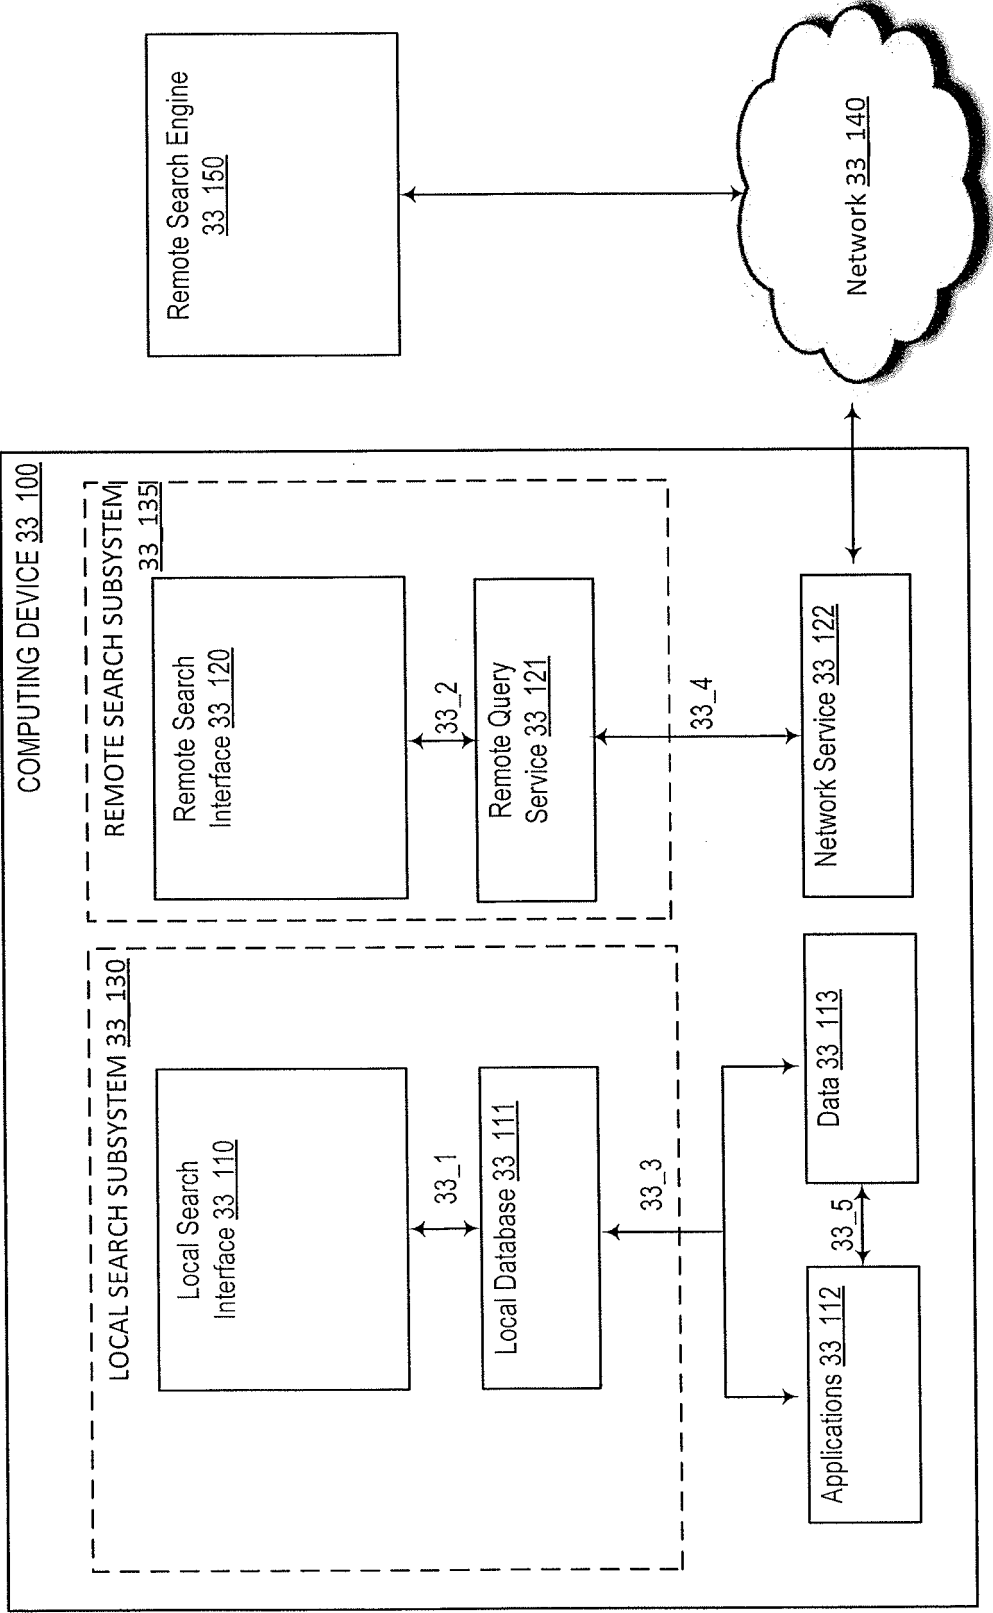 COMPUTING DEVICE 33_100
LOCAL SEARCH SUBSYSTEM 33_130
Local Search
Interface 33_110
33_1
Local Database 33_111
33_3
Applications 33_112
33_5
Data 33_113
REMOTE SEARCH SUBSYSTEM
33_135
Remote Search
Interface 33_120
33_2
Remote Query
Service 33_121
33_4
Network Service 33_122
Remote Search Engine
33_150
Network 33_140